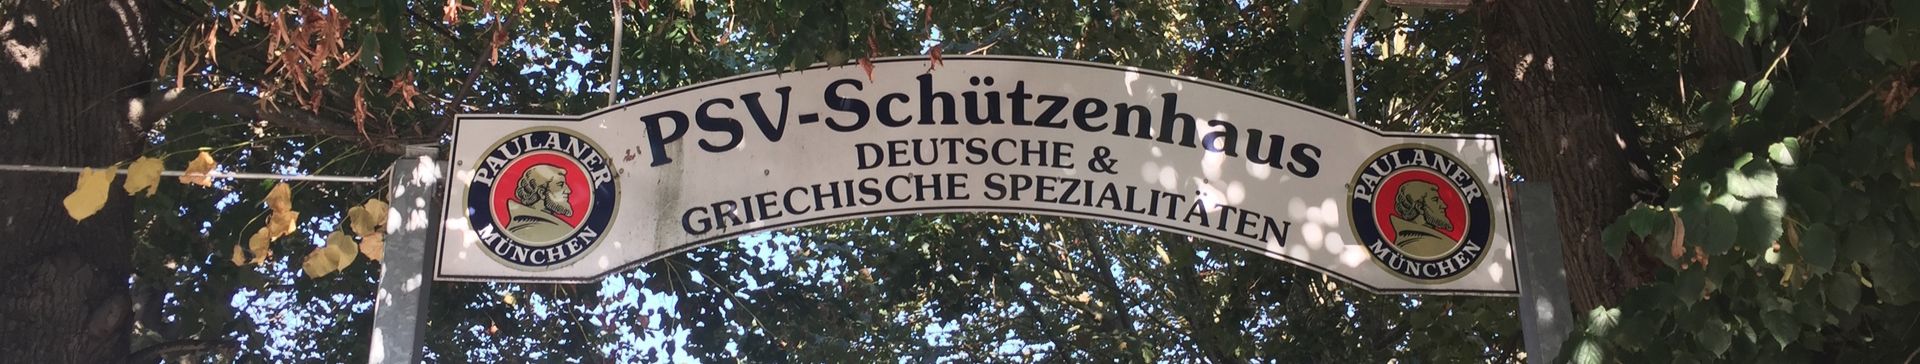 PSV-Schützenhaus
DEUTSCHE &
GRIECHISCHE SPEZIALITÄTEN
PAULANER
MÜNCHEN
PAULANER
MÜNCHEN